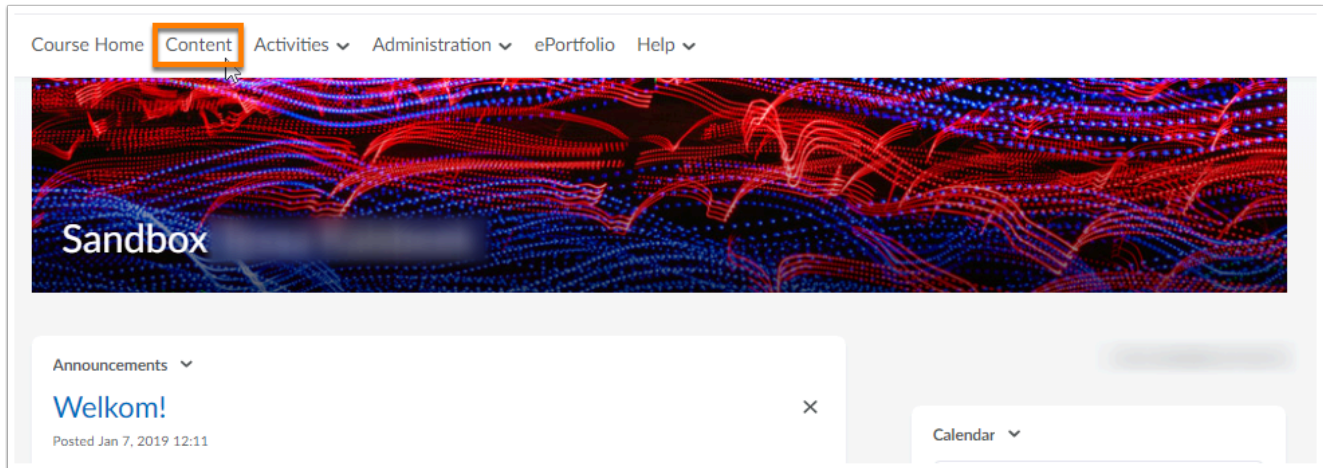 Course Home Content Activities Administration ePortfolio Help
Sandbox
Announcements
Welkom!
Posted Jan 7, 2019 12:11
Calendar